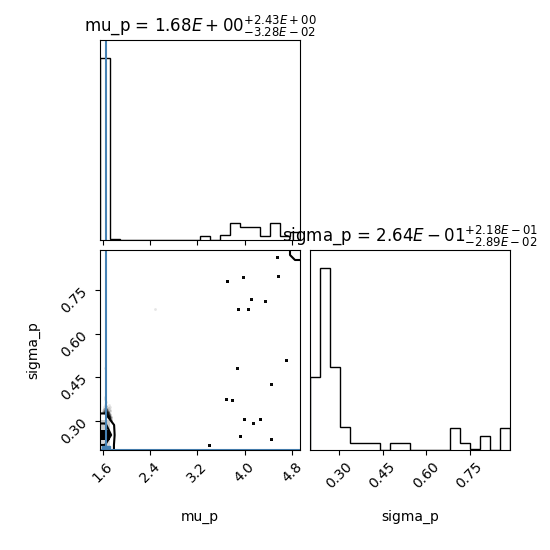 mu_p = 1.68E + 00+2.43E+00−3.28E−02
sigma_p = 2.64E − 01+2.18E−01−2.89E−02
sigma_p
0.75
0.60
0.45
0.30
1.6 2.4 3.2 4.0 4.8
0.30 0.45 0.60 0.75
mu_p
sigma_p